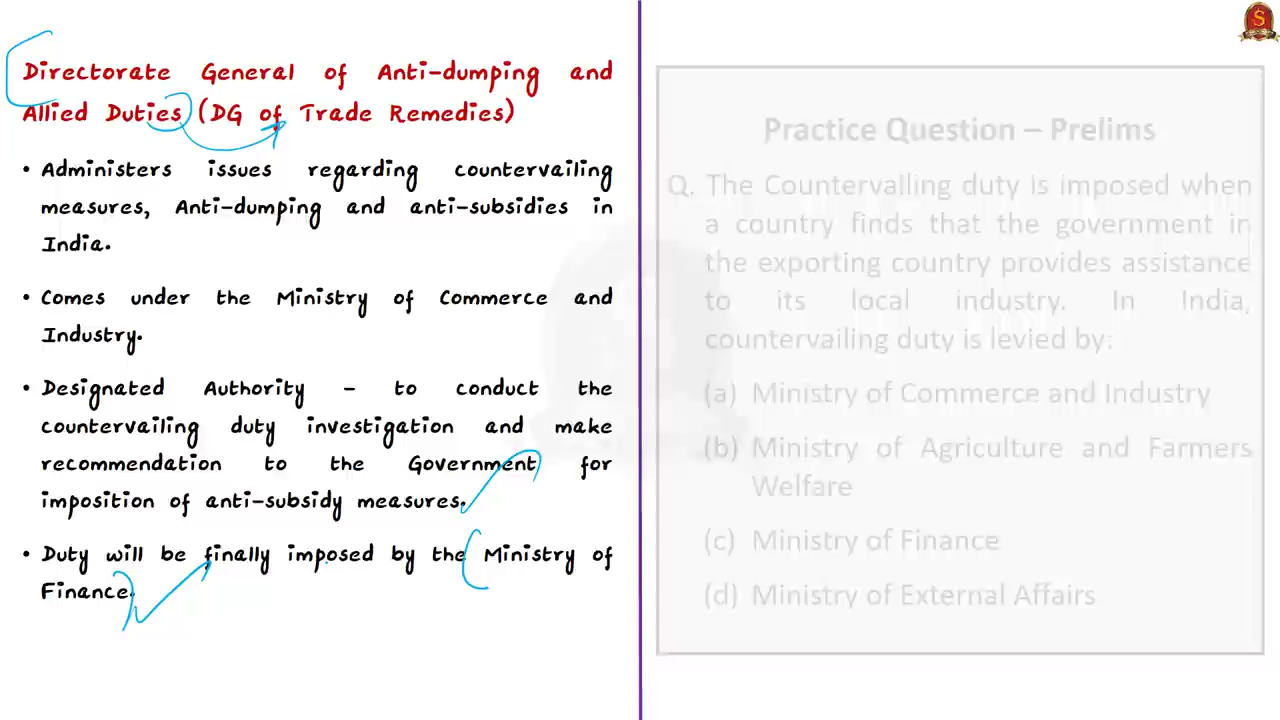 Directorate General of Anti-dumping and
Allied Duties (DG of Trade Remedies)
• Administers issues regarding countervailing
measures, Anti-dumping and anti-subsidies in
India.
• Comes under the Ministry of Commerce and
Industry.
• Designated Authority - to conduct the
countervailing duty investigation and make
recommendation to the Government for
imposition of anti-subsidy measures.
• Duty will be finally imposed by the Ministry of
Finance.
S
Practice Question – Prelims
Q. The Countervailing duty is imposed when
a country finds that the government in
the exporting country provides assistance
to its local industry. In India,
countervailing duty is levied by:
(a) Ministry of Commerce and Industry
(b) Ministry of Agriculture and Farmers
Welfare
(c) Ministry of Finance
(d) Ministry of External Affairs